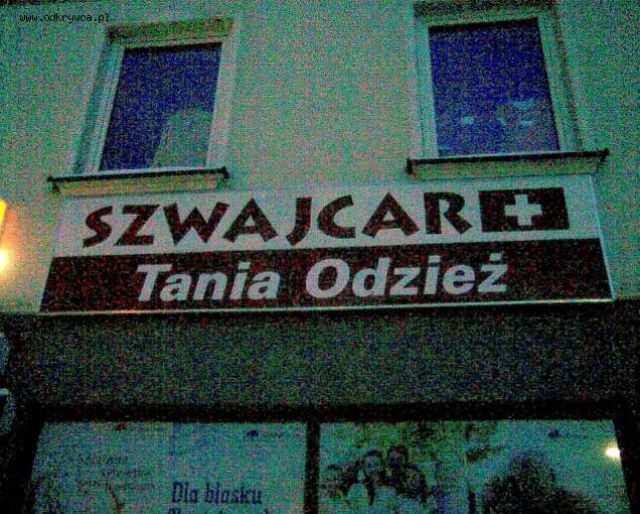 www.odkrywca.pl
SZWAJCAR
Tania Odzież
Dla blasku